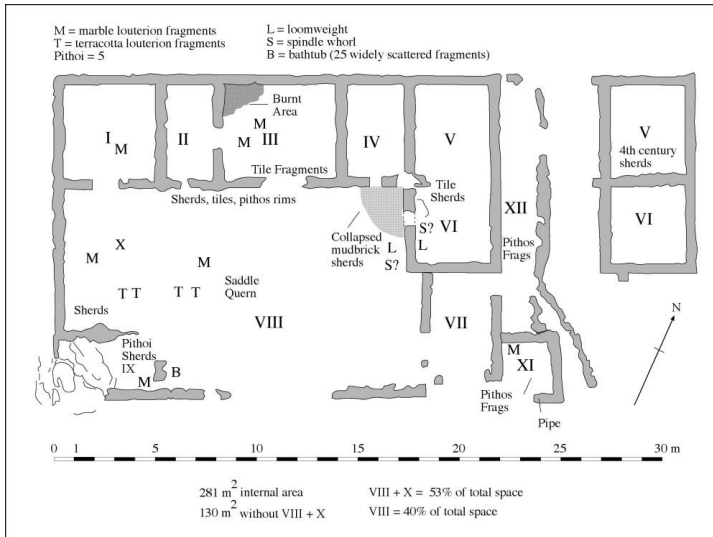 M = marble louterion fragments
T = terracotta louterion fragments
Pithoi = 5
L = loomweight
S = spindle whorl
B = bathtub (25 widely scattered fragments)
Burnt
Area
I
M
II
M
M III
IV
V
V
4th century
sherds
Tile Fragments
Sherds, tiles, pithos rims
Tile
Sherds
XII
VI
Collapsed
mudbrick
sherds
S?
VI
L
L
S?
Pithos
Frags
X
M
M
Saddle
Quern
T T
T T
Sherds
VIII
VII
N
Pithoi
Sherds
IX
M
B
M
XI
Pithos
Frags
Pipe
0 1 5 10 15 20 25 30 m
281 m2 internal area
VIII + X = 53% of total space
130 m2 without VIII + X
VIII = 40% of total space